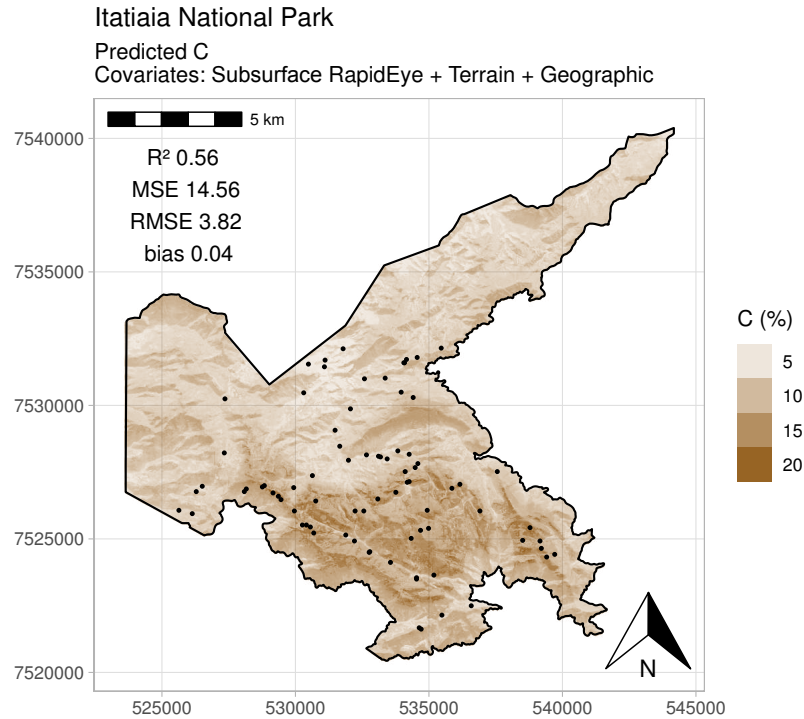 Itatiaia National Park
Predicted C
Covariates: Subsurface RapidEye + Terrain + Geographic
5 km
R² 0.56
MSE 14.56
RMSE 3.82
bias 0.04
7540000
7535000
7530000
7525000
7520000
525000 530000 535000 540000 545000
N
C (%)
5
10
15
20